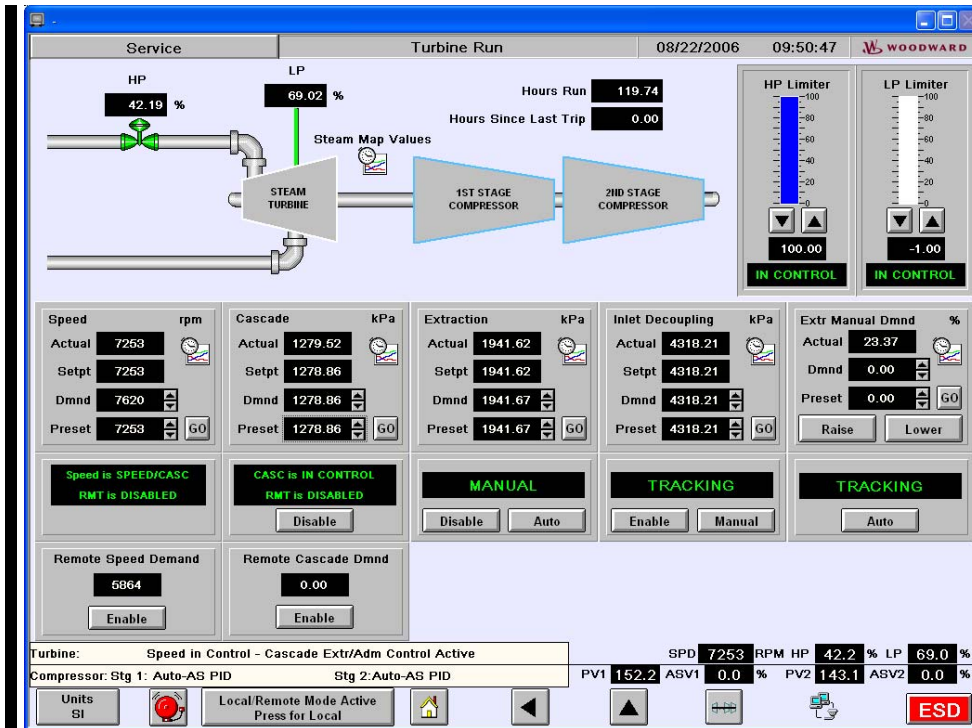 Service Turbine Run 08/22/2006 09:50:47 WOODWARD
HP
42.19 %
LP
69.02 %
Hours Run 119.74
Hours Since Last Trip 0.00
Steam Map Values
STEAM
TURBINE
1ST STAGE
COMPRESSOR
2ND STAGE
COMPRESSOR
HP Limiter
100
80
60
40
20
0
100.00
IN CONTROL
LP Limiter
100
80
60
40
20
0
-1.00
IN CONTROL
Speed rpm
Actual 7253
Setpt 7253
Dmnd 7620
Preset 7253 GO
Cascade kPa
Actual 1279.52
Setpt 1278.86
Dmnd 1278.86
Preset 1278.86 GO
Extraction kPa
Actual 1941.62
Setpt 1941.62
Dmnd 1941.67
Preset 1941.67 GO
Inlet Decoupling kPa
Actual 4318.21
Setpt 4318.21
Dmnd 4318.21
Preset 4318.21 GO
Extr Manual Dmnd %
Actual 23.37
Dmnd 0.00
Preset 0.00 GO
Raise Lower
Speed is SPEED/CASC
RMT is DISABLED
CASC is IN CONTROL
RMT is DISABLED
Disable
MANUAL
Disable Auto
TRACKING
Enable Manual
TRACKING
Auto
Remote Speed Demand
5864
Enable
Remote Cascade Dmnd
0.00
Enable
Turbine: Speed in Control - Cascade Extr/Adm Control Active SPD 7253 RPM HP 42.2 % LP 69.0 %
Compressor: Stg 1: Auto-AS PID Stg 2:Auto-AS PID PV1 152.2 ASV1 0.0 % PV2 143.1 ASV2 0.0 %
Units
SI
Local/Remote Mode Active
Press for Local
ESD